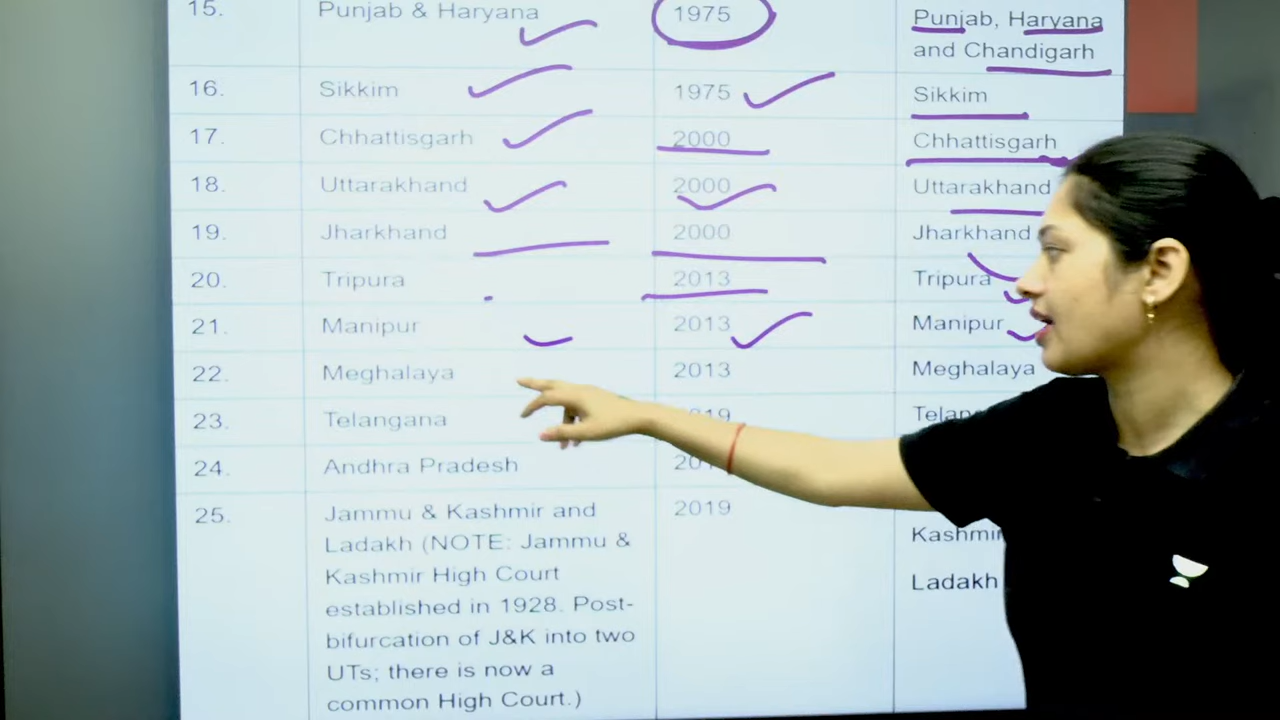 15. Punjab & Haryana 1975 Punjab, Haryana
and Chandigarh
16. Sikkim 1975 Sikkim
17. Chhattisgarh 2000 Chhattisgarh
18. Uttarakhand 2000 Uttarakhand
19. Jharkhand 2000 Jharkhand
20. Tripura 2013 Tripura
21. Manipur 2013 Manipur
22. Meghalaya 2013 Meghalaya
23. Telangana
24. Andhra Pradesh
25. Jammu & Kashmir and 2019 Kashmir
Ladakh (NOTE: Jammu & Ladakh
Kashmir High Court
established in 1928. Post-
bifurcation of J&K into two
UTs; there is now a
common High Court.)